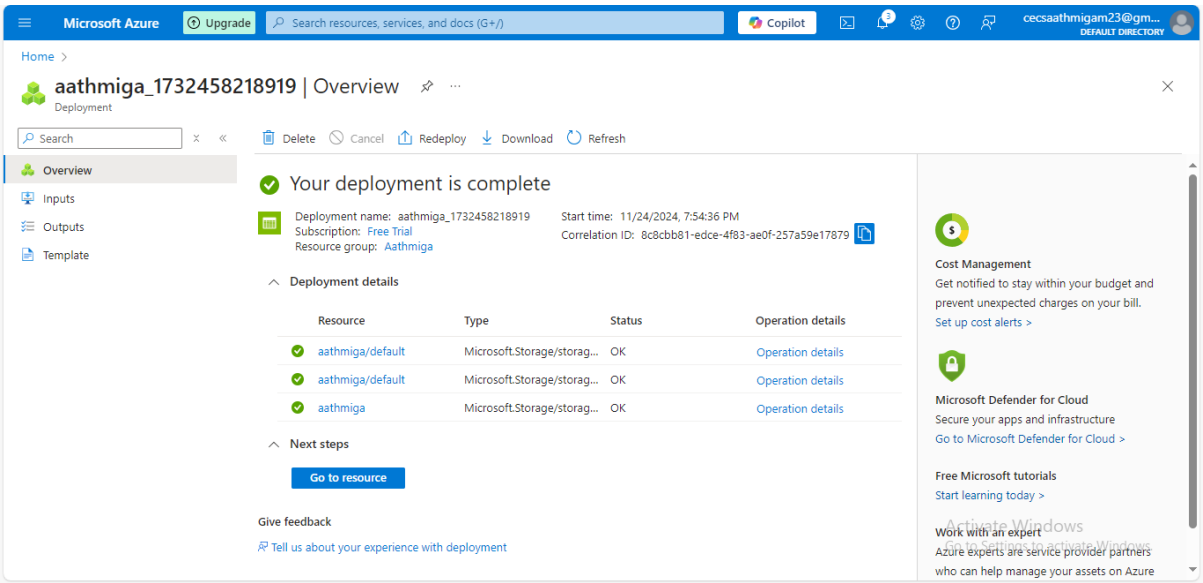 Microsoft Azure
Upgrade
Search resources, services, and docs (G+/)
Copilot
3
cecsaathmigam23@gm...
DEFAULT DIRECTORY
Home >
aathmiga_1732458218919 | Overview
Deployment
Search
Delete
Cancel
Redeploy
Download
Refresh
Overview
Inputs
Outputs
Template
Your deployment is complete
Deployment name: aathmiga_1732458218919
Subscription: Free Trial
Resource group: Aathmiga
Start time: 11/24/2024, 7:54:36 PM
Correlation ID: 8c8cbb81-edce-4f83-ae0f-257a59e17879
Deployment details
Resource Type Status Operation details
aathmiga/default Microsoft.Storage/storag... OK Operation details
aathmiga/default Microsoft.Storage/storag... OK Operation details
aathmiga Microsoft.Storage/storag... OK Operation details
Next steps
Go to resource
Give feedback
Tell us about your experience with deployment
$
Cost Management
Get notified to stay within your budget and
prevent unexpected charges on your bill.
Set up cost alerts >
Microsoft Defender for Cloud
Secure your apps and infrastructure
Go to Microsoft Defender for Cloud >
Free Microsoft tutorials
Start learning today >
Work with an expert
Azure experts are service provider partners
who can help manage your assets on Azure
Activate Windows
Go to Settings to activate Windows.